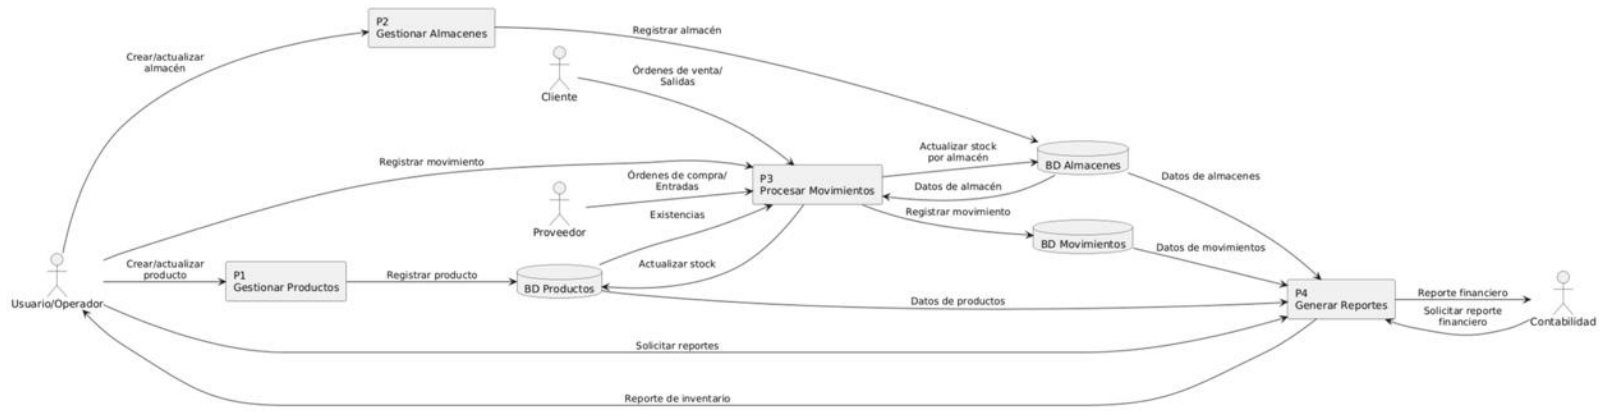 P2
Gestionar Almacenes
Registrar almacén
Crear/actualizar
almacén
Cliente
Órdenes de venta/
Salidas
Registrar movimiento
Órdenes de compra/
Entradas
Proveedor
Existencias
P3
Procesar Movimientos
Actualizar stock
por almacén
Datos de almacén
BD Almacenes
Datos de almacenes
Registrar movimiento
BD Movimientos
Datos de movimientos
Usuario/Operador
Crear/actualizar
producto
P1
Gestionar Productos
Registrar producto
BD Productos
Actualizar stock
Datos de productos
P4
Generar Reportes
Reporte financiero
Solicitar reporte
financiero
Contabilidad
Solicitar reportes
Reporte de inventario